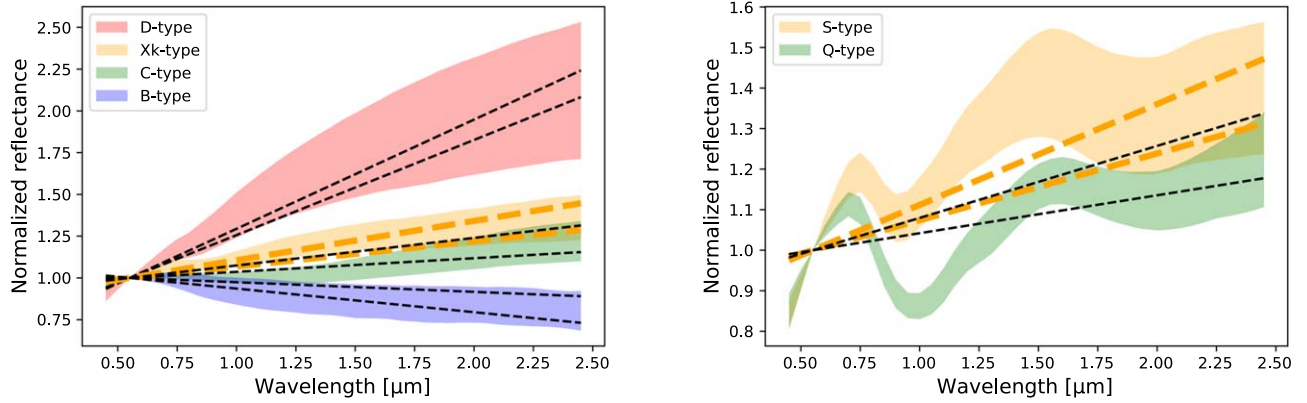 D-type
Xk-type
C-type
B-type
2.50
2.25
2.00
1.75
1.50
1.25
1.00
0.75
Normalized reflectance
0.50 0.75 1.00 1.25 1.50 1.75 2.00 2.25 2.50
Wavelength [μm]
S-type
Q-type
1.6
1.5
1.4
1.3
1.2
1.1
1.0
0.9
0.8
Normalized reflectance
0.50 0.75 1.00 1.25 1.50 1.75 2.00 2.25 2.50
Wavelength [μm]